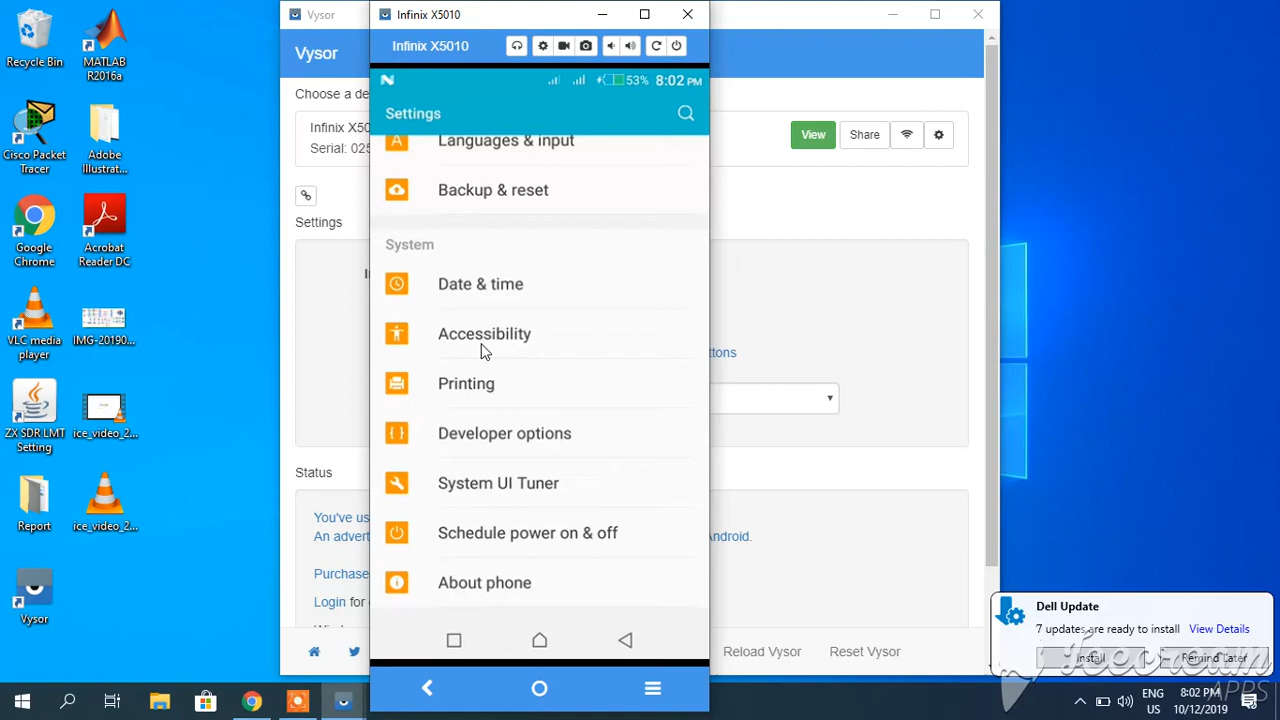 Recycle Bin
MATLAB
R2016a
Cisco Packet
Tracer
Adobe
Illustrat...
Google
Chrome
Acrobat
Reader DC
VLC media
player
IMG-20190...
ZX SDR LMT
Setting
ice_video_2...
Report
ice_video_2...
Vysor
Vysor
Vysor
Choose a de
Infinix X5
Serial: 025
View
Share
Settings
I
ttons
Status
You've us
An advert
ndroid.
Purchase
Login for
Reload Vysor
Reset Vysor
Infinix X5010
Infinix X5010
53%
8:02 PM
Settings
A
Languages & input
Backup & reset
System
Date & time
Accessibility
Printing
{ } Developer options
System UI Tuner
Schedule power on & off
About phone
Dell Update
7 updates are ready to install
View Details
Install
Remind Later
APPS
ENG
US
8:02 PM
10/12/2019